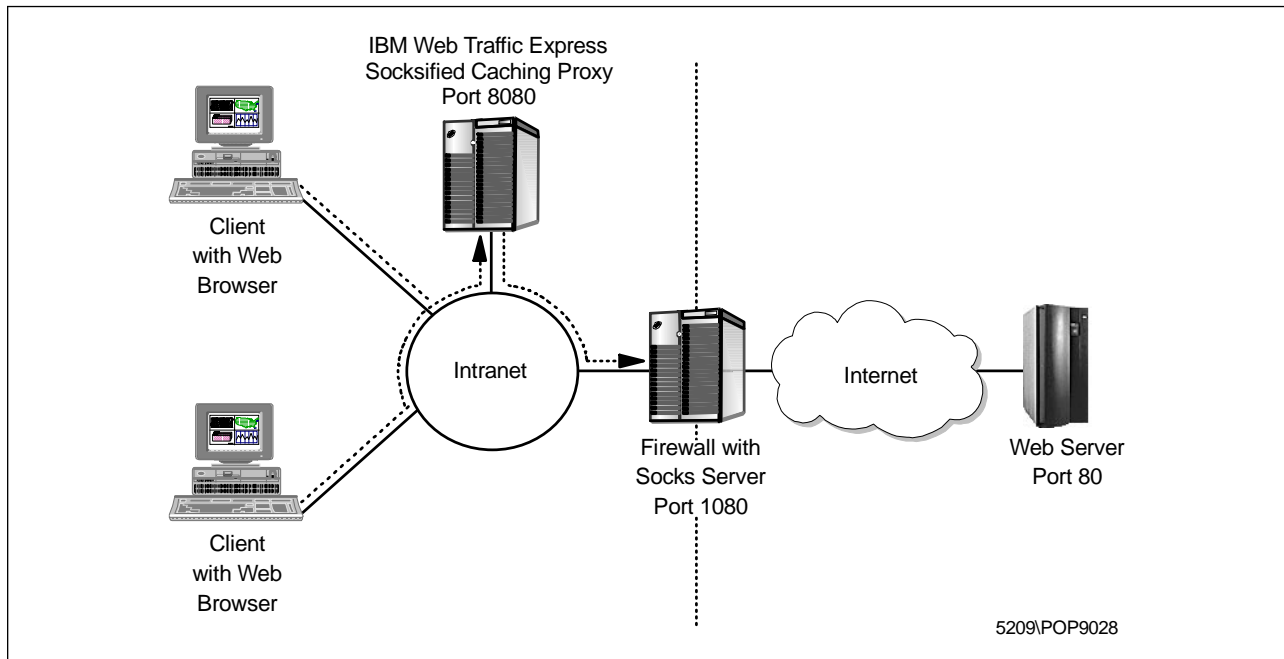 IBM Web Traffic Express
Socksified Caching Proxy
Port 8080
Client
with Web
Browser
Intranet
Internet
Firewall with
Socks Server
Port 1080
Web Server
Port 80
Client
with Web
Browser
5209\POP9028